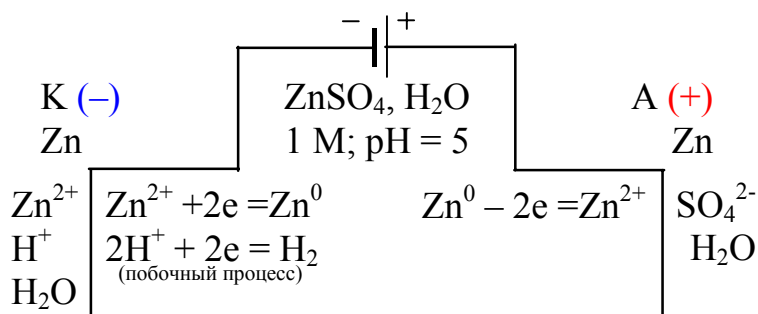 − +
K (–) ZnSO₄, H₂O A (+)
Zn 1 M; pH = 5 Zn
Zn²⁺ Zn²⁺ +2e =Zn⁰ Zn⁰ – 2e =Zn²⁺ SO₄²⁻
H⁺ 2H⁺ + 2e = H₂ H₂O
(побочный процесс)
H₂O